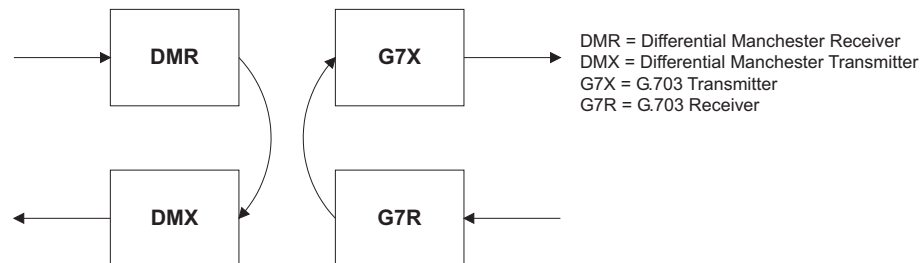 DMR
G7X
DMR = Differential Manchester Receiver
DMX = Differential Manchester Transmitter
G7X = G.703 Transmitter
G7R = G.703 Receiver
DMX
G7R